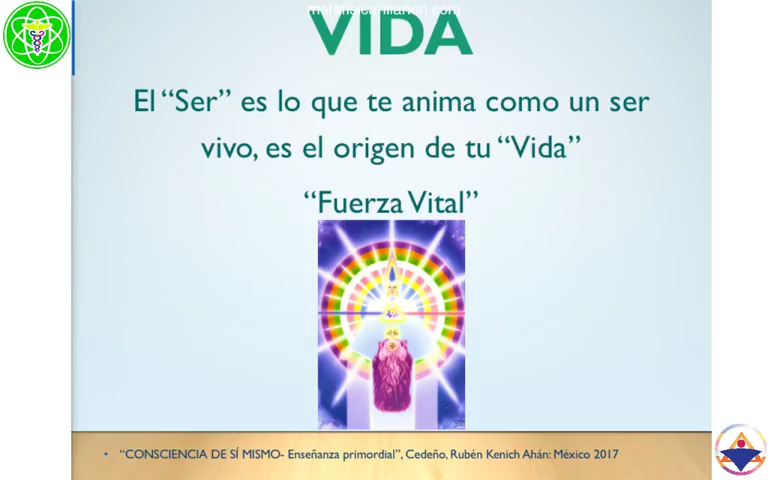 VIDA
El “Ser” es lo que te anima como un ser
vivo, es el origen de tu “Vida”
“Fuerza Vital”
• “CONSCIENCIA DE SÍ MISMO- Enseñanza primordial”, Cedeño, Rubén Kenich Ahán: México 2017